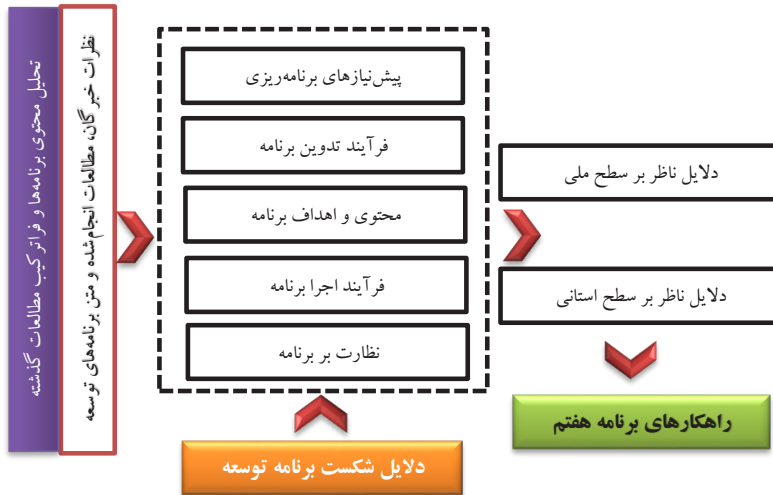 تحلیل محتوی برنامه‌ها و فراترکیب مطالعات گذشته
نظرات خبرگان، مطالعات انجام‌شده و متن برنامه‌های توسعه
پیش‌نیازهای برنامه‌ریزی
فرآیند تدوین برنامه
محتوی و اهداف برنامه
فرآیند اجرا برنامه
نظارت بر برنامه
دلایل شکست برنامه توسعه
دلایل ناظر بر سطح ملی
دلایل ناظر بر سطح استانی
راهکارهای برنامه هفتم